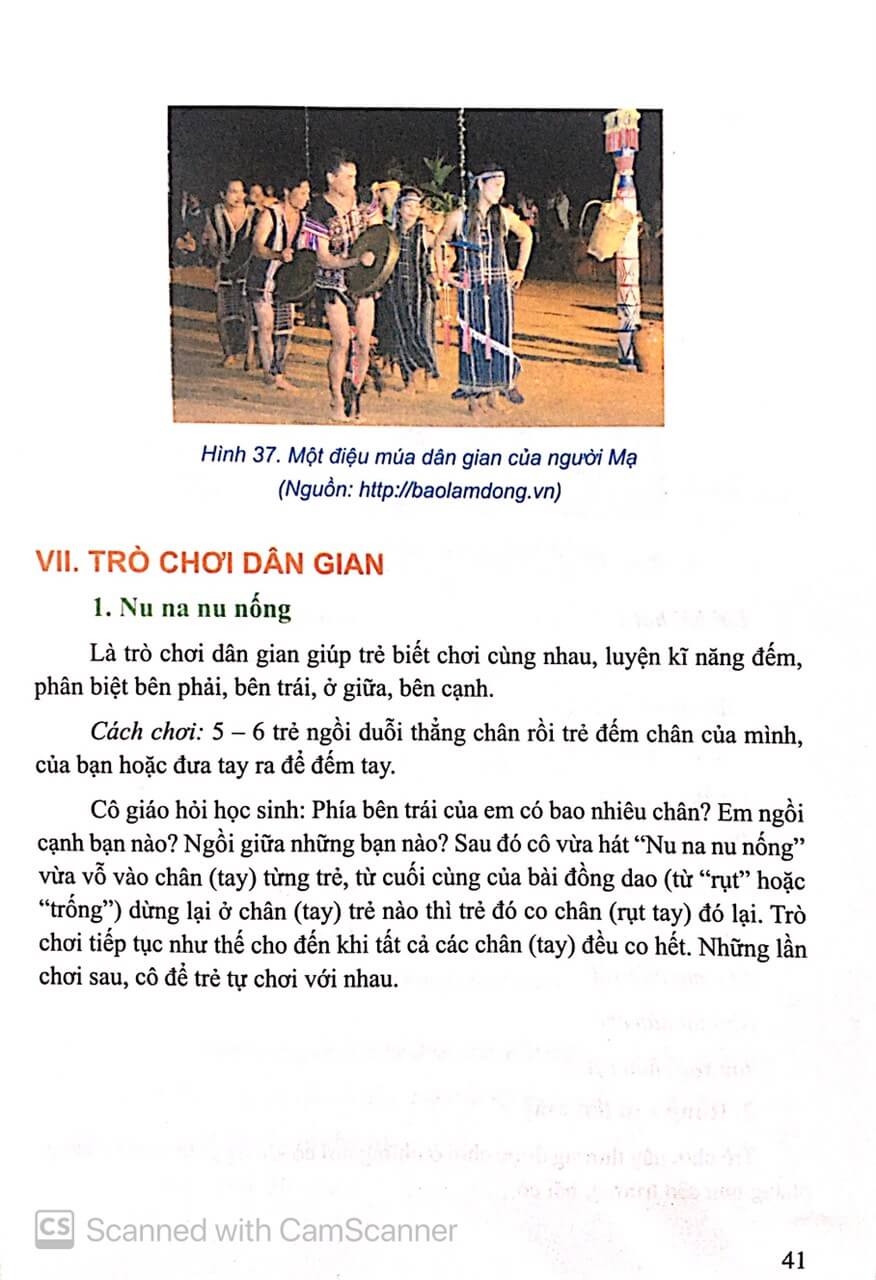 Hình 37. Một điệu múa dân gian của người Mạ
(Nguồn: http://baolamdong.vn)
VII. TRÒ CHƠI DÂN GIAN
1. Nu na nu nống
Là trò chơi dân gian giúp trẻ biết chơi cùng nhau, luyện kĩ năng đếm,
phân biệt bên phải, bên trái, ở giữa, bên cạnh.
Cách chơi: 5 – 6 trẻ ngồi duỗi thẳng chân rồi trẻ đếm chân của mình,
của bạn hoặc đưa tay ra để đếm tay.
Cô giáo hỏi học sinh: Phía bên trái của em có bao nhiêu chân? Em ngồi
cạnh bạn nào? Ngồi giữa những bạn nào? Sau đó cô vừa hát “Nu na nu nống”
vừa vỗ vào chân (tay) từng trẻ, từ cuối cùng của bài đồng dao (từ “rụt” hoặc
“trống”) dừng lại ở chân (tay) trẻ nào thì trẻ đó co chân (rụt tay) đó lại. Trò
chơi tiếp tục như thế cho đến khi tất cả các chân (tay) đều co hết. Những lần
chơi sau, cô để trẻ tự chơi với nhau.
CS Scanned with CamScanner
41